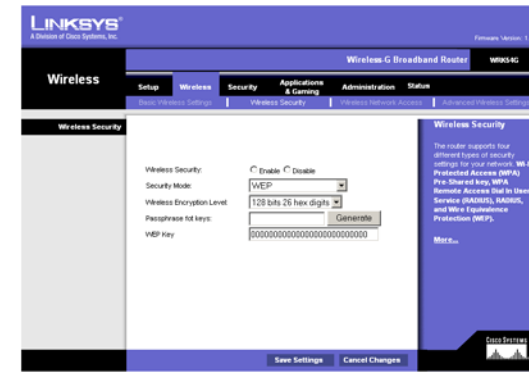 LINKSYS®
A Division of Cisco Systems, Inc.
Firmware Version: 1.
Wireless-G Broadband Router WRK54G
Wireless
Setup Wireless Security Applications & Gaming Administration Status
Basic Wireless Settings Wireless Security Wireless Network Access Advanced Wireless Settings
Wireless Security
Wireless Security: Enable Disable
Security Mode: WEP
Wireless Encryption Level: 128 bits 26 hex digits
Passphrase fot keys: Generate
WEP Key 00000000000000000000000000
Wireless Security
The router supports four
different types of security
settings for your network. Wi-
Protected Access (WPA)
Pre-Shared key, WPA
Remote Access Dial In User
Service (RADIUS), RADIUS,
and Wire Equivalence
Protection (WEP).
More...
Save Settings Cancel Changes
Cisco Systems